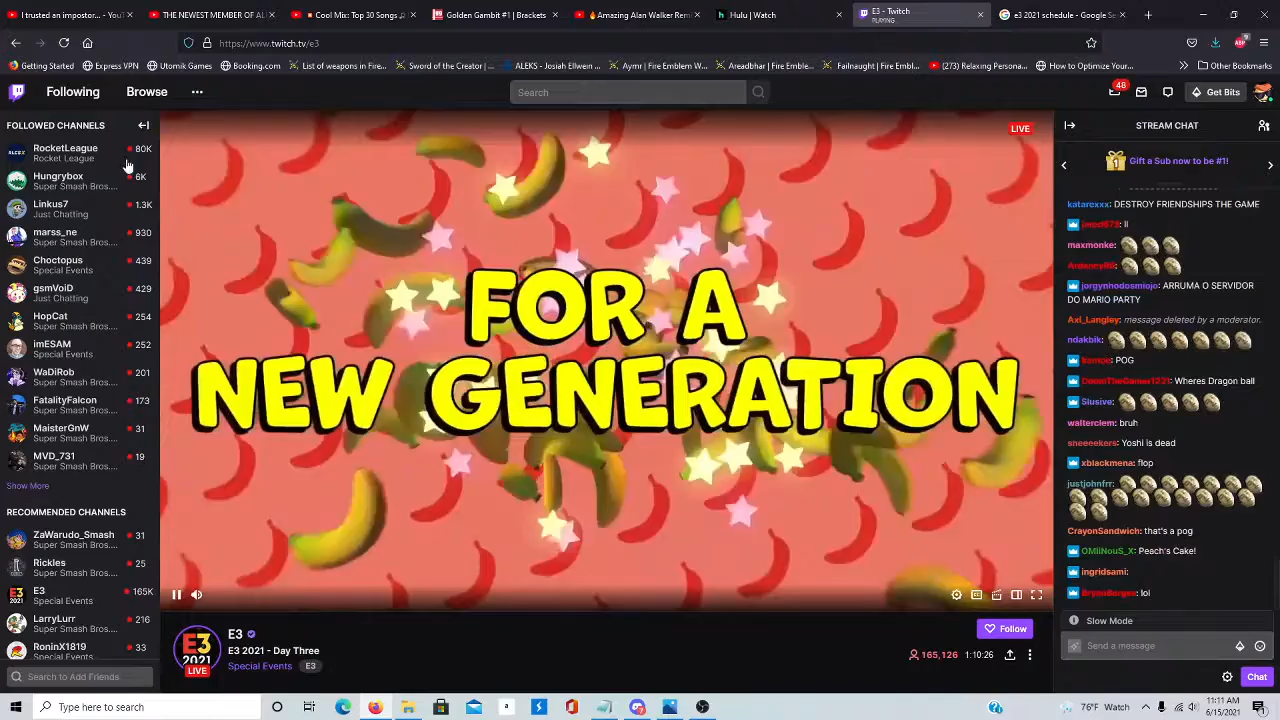 I trusted an impostor... - YouTu
THE NEWEST MEMBER OF AL
Cool Mix: Top 30 Songs
Golden Gambit #1 | Brackets
Amazing Alan Walker Remi
Hulu | Watch
E3 - Twitch
PLAYING
e3 2021 schedule - Google Se
https://www.twitch.tv/e3
Getting Started
Express VPN
Utomik Games
Booking.com
List of weapons in Fire...
Sword of the Creator | ...
ALEKS - Josiah Ellwein ...
Aymr | Fire Emblem W...
Areadbhar | Fire Emble...
Failnaught | Fire Embl...
(273) Relaxing Persona...
How to Optimize Your...
Other Bookmarks
Following
Browse
Search
48
Get Bits
FOLLOWED CHANNELS
RocketLeague
80K
Rocket League
Hungrybox
6K
Super Smash Bros....
Linkus7
1.3K
Just Chatting
marss_ne
930
Super Smash Bros....
Choctopus
439
Special Events
gsmVoiD
429
Just Chatting
HopCat
254
Super Smash Bros....
imESAM
252
Special Events
WaDiRob
201
Super Smash Bros....
FatalityFalcon
173
Super Smash Bros....
MaisterGnW
31
Super Smash Bros....
MVD_731
19
Super Smash Bros....
Show More
RECOMMENDED CHANNELS
ZaWarudo_Smash
31
Super Smash Bros....
Rickles
25
Super Smash Bros....
E3
165K
Special Events
LarryLurr
216
Super Smash Bros....
RoninX1819
33
Super Smash Bros....
Search to Add Friends
LIVE
FOR A
NEW GENERATION
E3
2021
LIVE
E3
E3 2021 - Day Three
Special Events
E3
Follow
165,126
1:10:26
STREAM CHAT
1
Gift a Sub now to be #1!
katarexxx: DESTROY FRIENDSHIPS THE GAME
maxmonke:
jorgynhodosmiojo: ARRUMA O SERVIDOR
DO MARIO PARTY
Axl_Langley: message deleted by a moderator.
ndakbik:
POG
Wheres Dragon ball
Slusive:
walterclem: bruh
sneeeekers: Yoshi is dead
xblackmena: flop
justjohnfrr:
CrayonSandwich: that's a pog
OMIiNouS_X: Peach's Cake!
ingridsami:
lol
Slow Mode
Send a message
Chat
Type here to search
76°F Watch
11:11 AM
6/15/2021